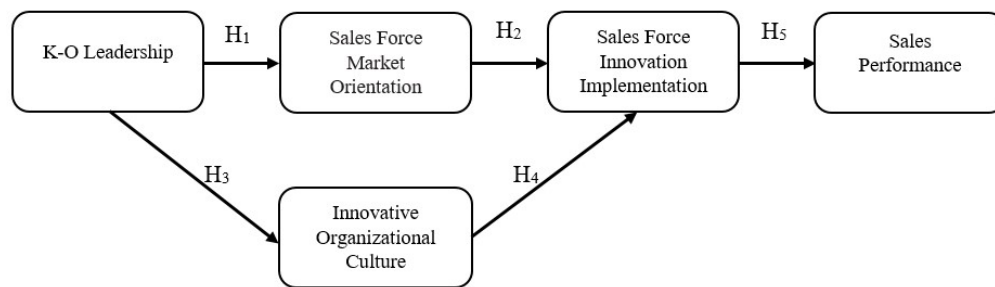 K-O Leadership
H₁
Sales Force
Market
Orientation
H₂
Sales Force
Innovation
Implementation
H₅
Sales
Performance
H₃
H₄
Innovative
Organizational
Culture